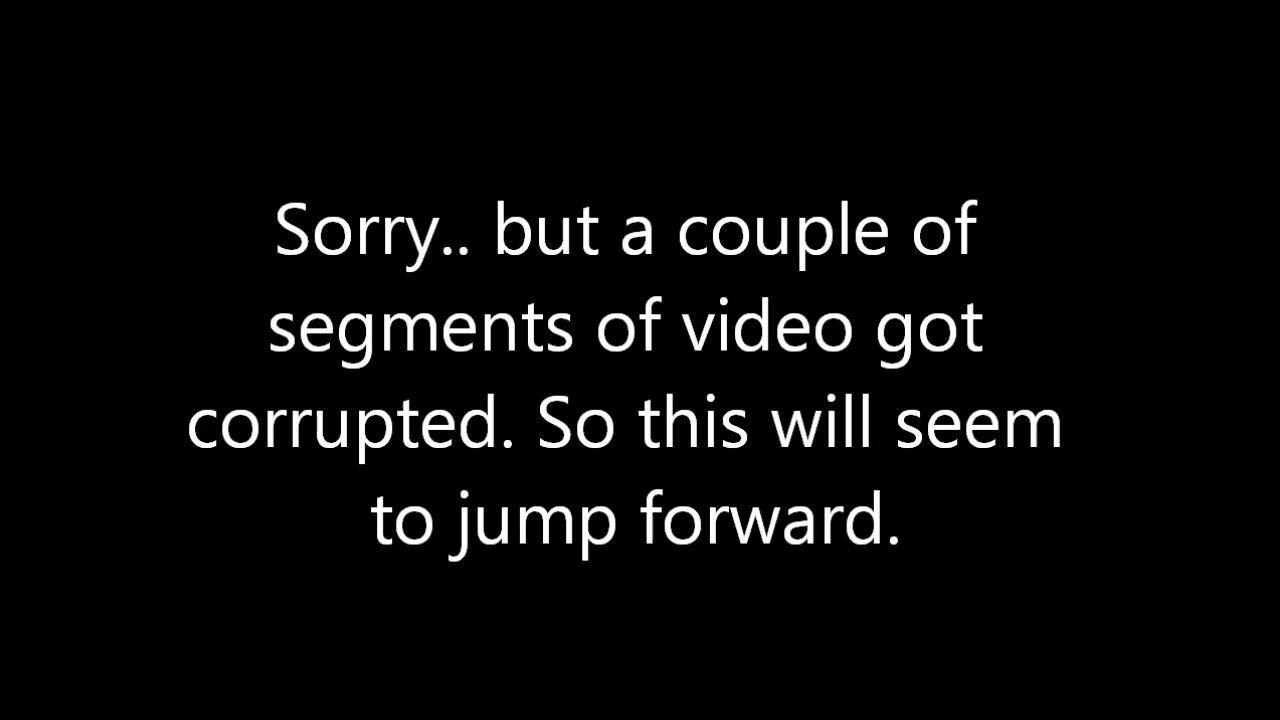 Sorry.. but a couple of
segments of video got
corrupted. So this will seem
to jump forward.